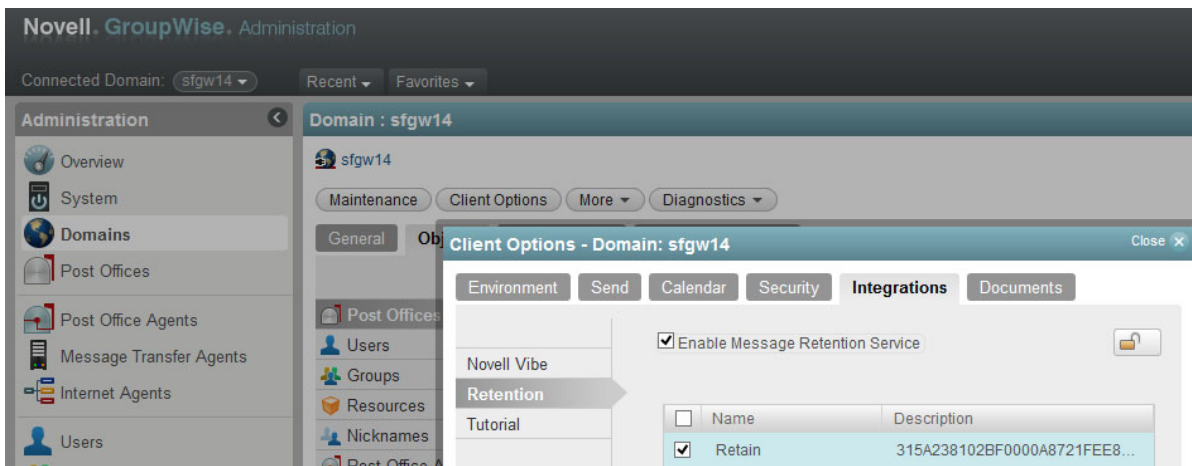 Novell. GroupWise. Administration
Connected Domain: sfgw14 Recent Favorites
Administration
Overview
System
Domains
Post Offices
Post Office Agents
Message Transfer Agents
Internet Agents
Users
Domain : sfgw14
sfgw14
Maintenance Client Options More Diagnostics
General Obj
Post Offices
Users
Groups
Resources
Nicknames
Post Office A
Client Options - Domain: sfgw14 Close
Environment Send Calendar Security Integrations Documents
Novell Vibe
Retention
Tutorial
Enable Message Retention Service
Name Description
Retain 315A238102BF0000A8721FEE8...